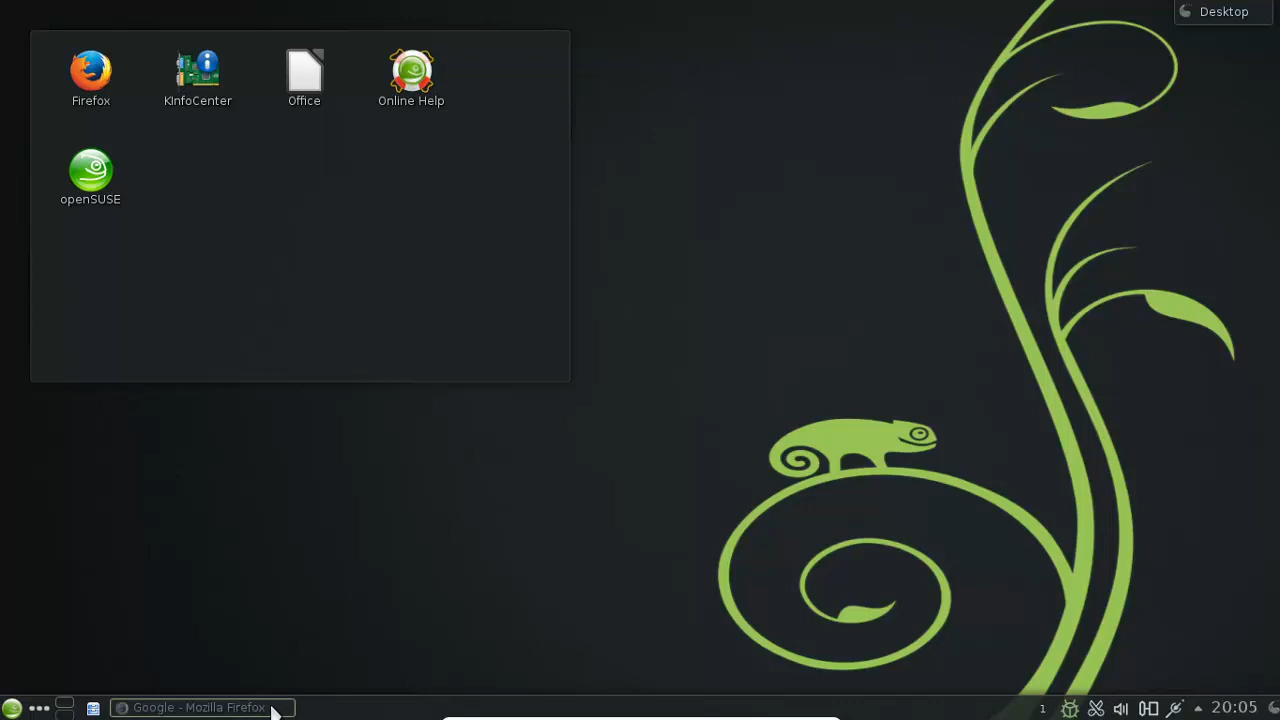 Desktop
Firefox
KInfoCenter
Office
Online Help
openSUSE
Google - Mozilla Firefox
1
20:05